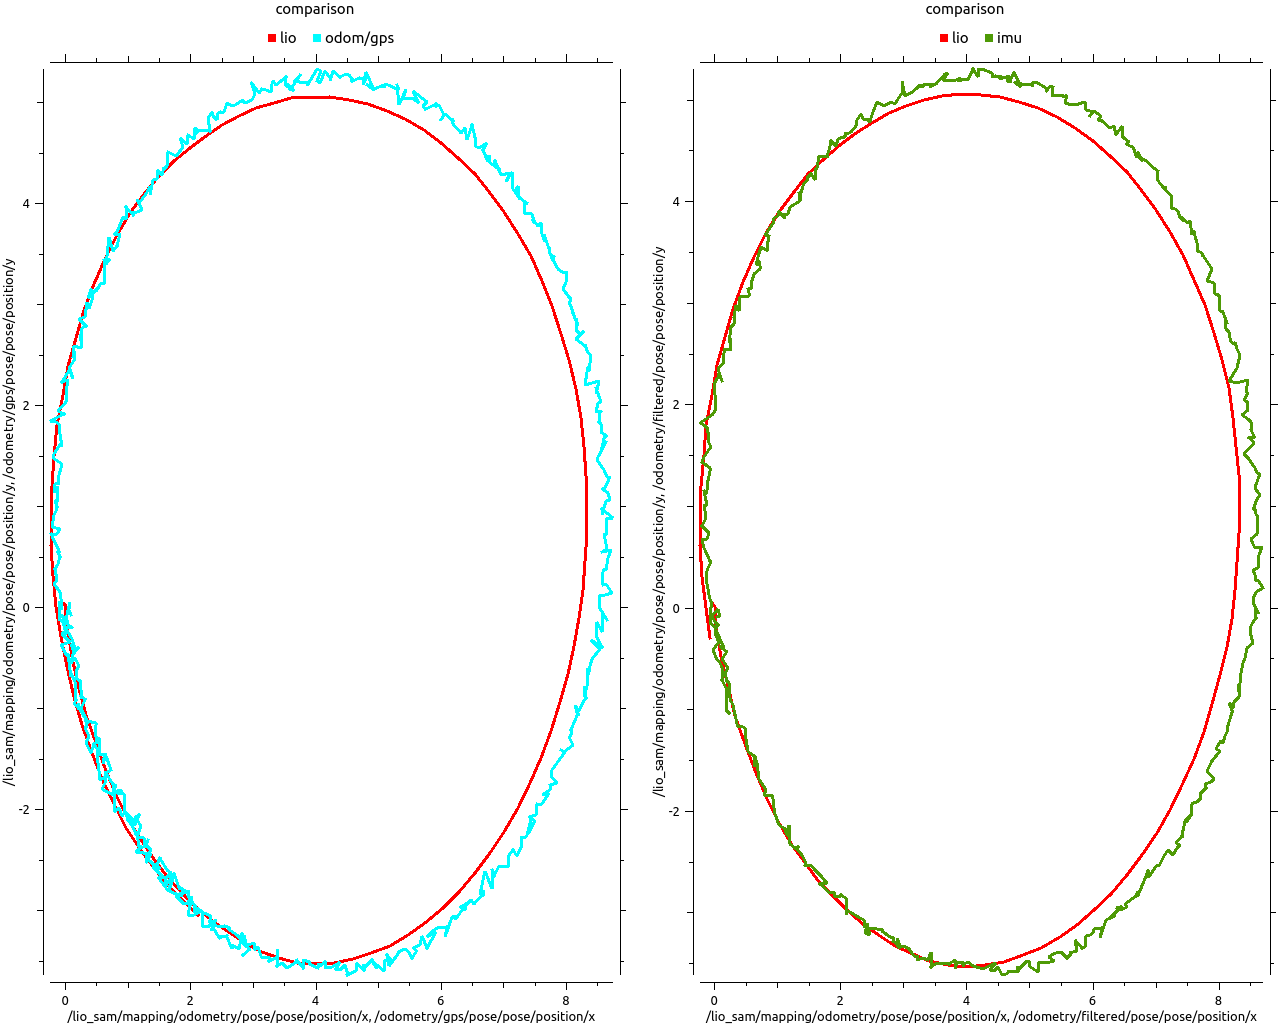 comparison
lio odom/gps
/lio_sam/mapping/odometry/pose/pose/position/y, /odometry/gps/pose/pose/position/y
4
2
0
-2
0 2 4 6 8
/lio_sam/mapping/odometry/pose/pose/position/x, /odometry/gps/pose/pose/position/x
comparison
lio imu
/lio_sam/mapping/odometry/pose/pose/position/y, /odometry/filtered/pose/pose/position/y
4
2
0
-2
0 2 4 6 8
/lio_sam/mapping/odometry/pose/pose/position/x, /odometry/filtered/pose/pose/position/x